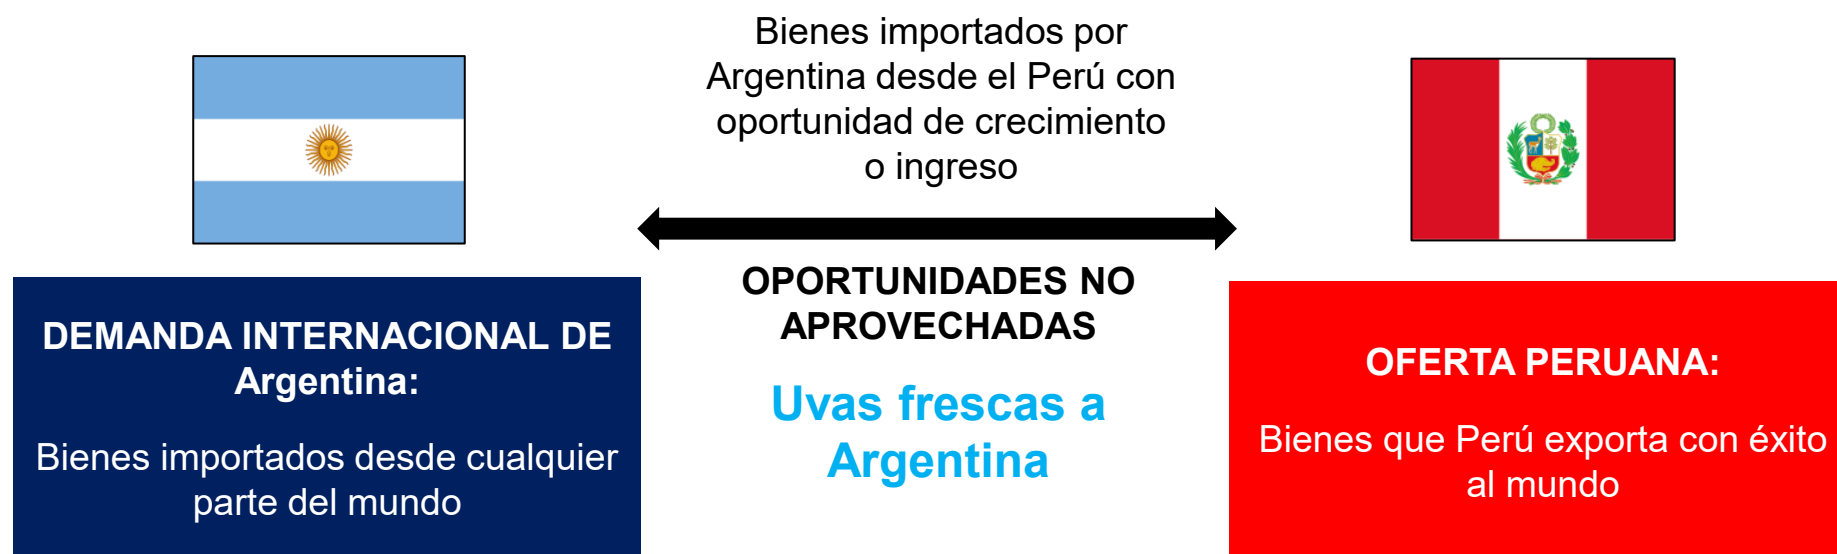 Bienes importados por
Argentina desde el Perú con
oportunidad de crecimiento
o ingreso
OPORTUNIDADES NO
APROVECHADAS
Uvas frescas a
Argentina
DEMANDA INTERNACIONAL DE
Argentina:
Bienes importados desde cualquier
parte del mundo
OFERTA PERUANA:
Bienes que Perú exporta con éxito
al mundo